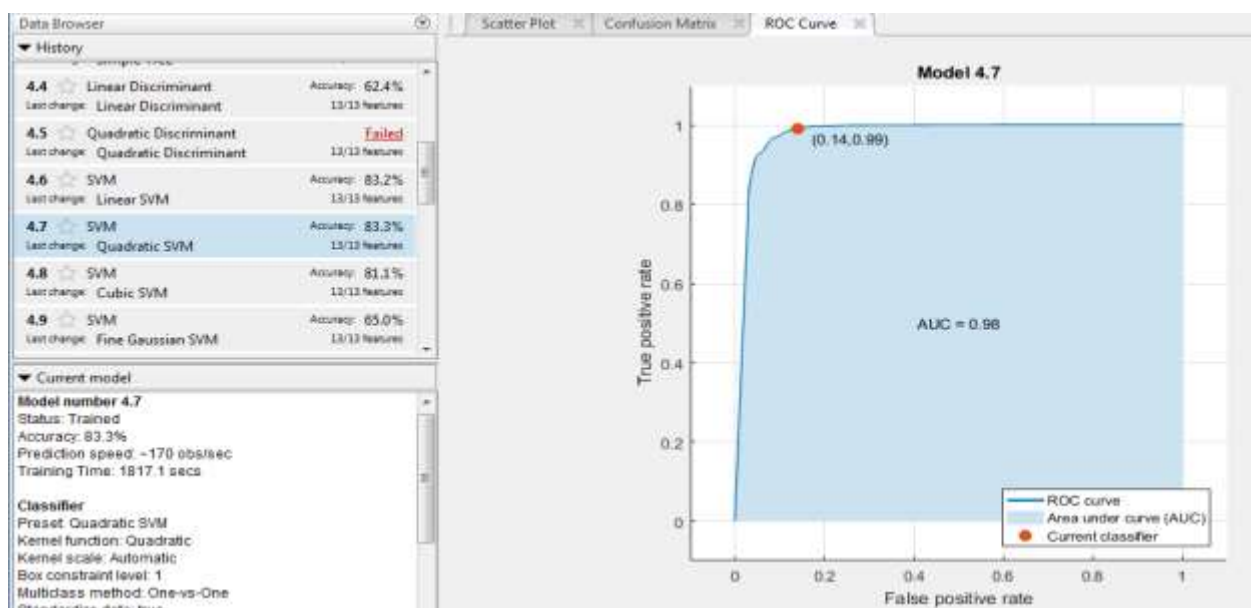 Data Browser
History
4.4 Linear Discriminant Accuracy: 62.4%
Last change: Linear Discriminant 13/13 features
4.5 Quadratic Discriminant Failed
Last change: Quadratic Discriminant 13/13 features
4.6 SVM Accuracy: 83.2%
Last change: Linear SVM 13/13 features
4.7 SVM Accuracy: 83.3%
Last change: Quadratic SVM 13/13 features
4.8 SVM Accuracy: 81.1%
Last change: Cubic SVM 13/13 features
4.9 SVM Accuracy: 65.0%
Last change: Fine Gaussian SVM 13/13 features
Current model
Model number 4.7
Status: Trained
Accuracy: 83.3%
Prediction speed: ~170 obs/sec
Training Time: 1817.1 secs
Classifier
Preset: Quadratic SVM
Kernel function: Quadratic
Kernel scale: Automatic
Box constraint level: 1
Multiclass method: One-vs-One
Scatter Plot Confusion Matrix ROC Curve
Model 4.7
1
0.8
0.6
0.4
0.2
0
True positive rate
(0.14,0.99)
AUC = 0.98
ROC curve
Area under curve (AUC)
Current classifier
0 0.2 0.4 0.6 0.8 1
False positive rate